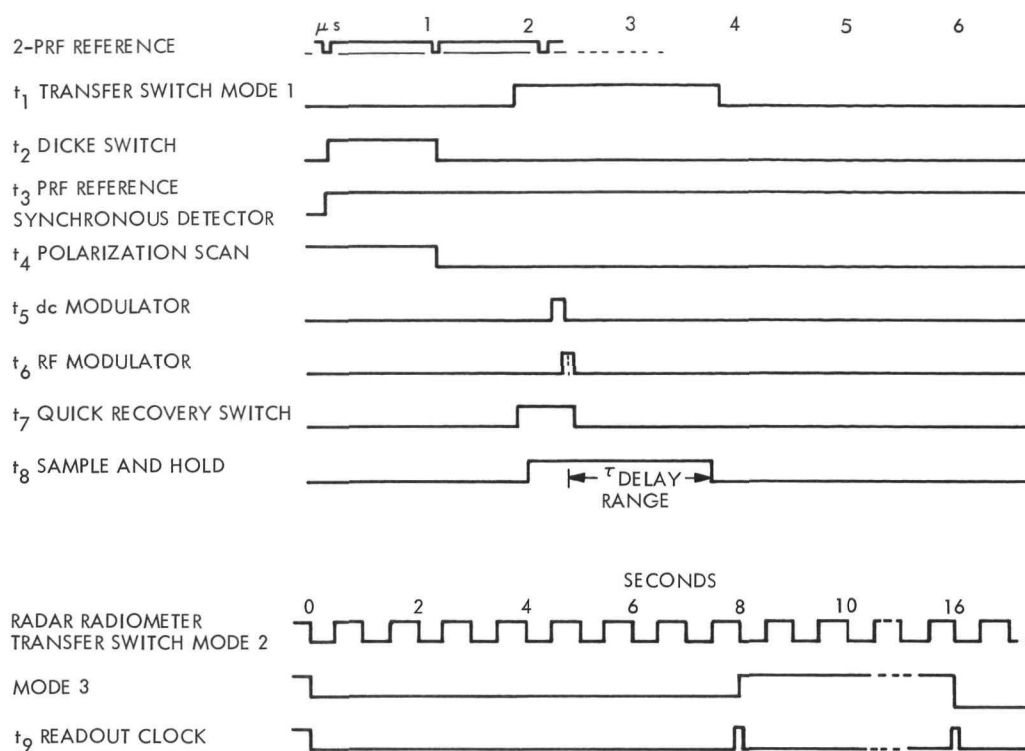 μs 1 2 3 4 5 6
2-PRF REFERENCE
t1 TRANSFER SWITCH MODE 1
t2 DICKE SWITCH
t3 PRF REFERENCE
SYNCHRONOUS DETECTOR
t4 POLARIZATION SCAN
t5 dc MODULATOR
t6 RF MODULATOR
t7 QUICK RECOVERY SWITCH
t8 SAMPLE AND HOLD
τ DELAY
RANGE
SECONDS
0 2 4 6 8 10 16
RADAR RADIOMETER
TRANSFER SWITCH MODE 2
MODE 3
t9 READOUT CLOCK